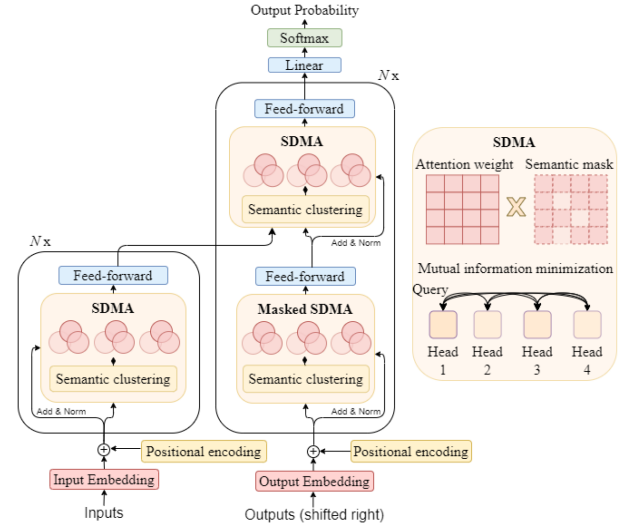 Output Probability
Softmax
Linear
N x
Feed-forward
SDMA
Semantic clustering
Add & Norm
Feed-forward
Masked SDMA
Semantic clustering
Add & Norm
N x
Feed-forward
SDMA
Semantic clustering
Add & Norm
Positional encoding
Positional encoding
Input Embedding
Output Embedding
Inputs
Outputs (shifted right)
SDMA
Attention weight
Semantic mask
X
Mutual information minimization
Query
Head
1
Head
2
Head
3
Head
4